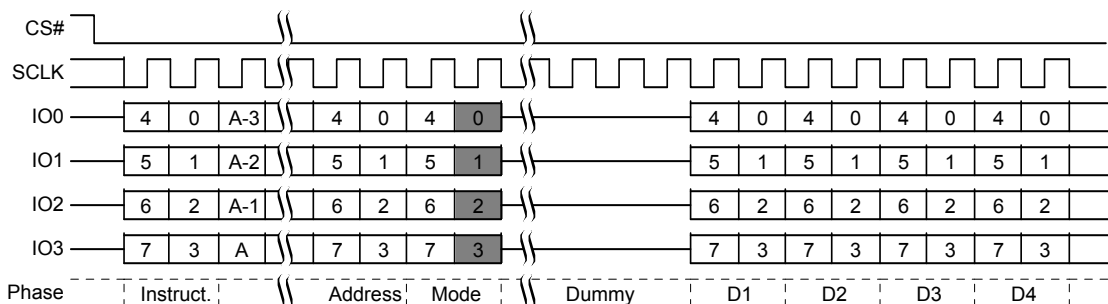 CS#
SCLK
IO0 4 0 A-3 4 0 4 0 4 0 4 0 4 0 4 0
IO1 5 1 A-2 5 1 5 1 5 1 5 1 5 1 5 1
IO2 6 2 A-1 6 2 6 2 6 2 6 2 6 2 6 2
IO3 7 3 A 7 3 7 3 7 3 7 3 7 3 7 3
Phase Instruct. Address Mode Dummy D1 D2 D3 D4